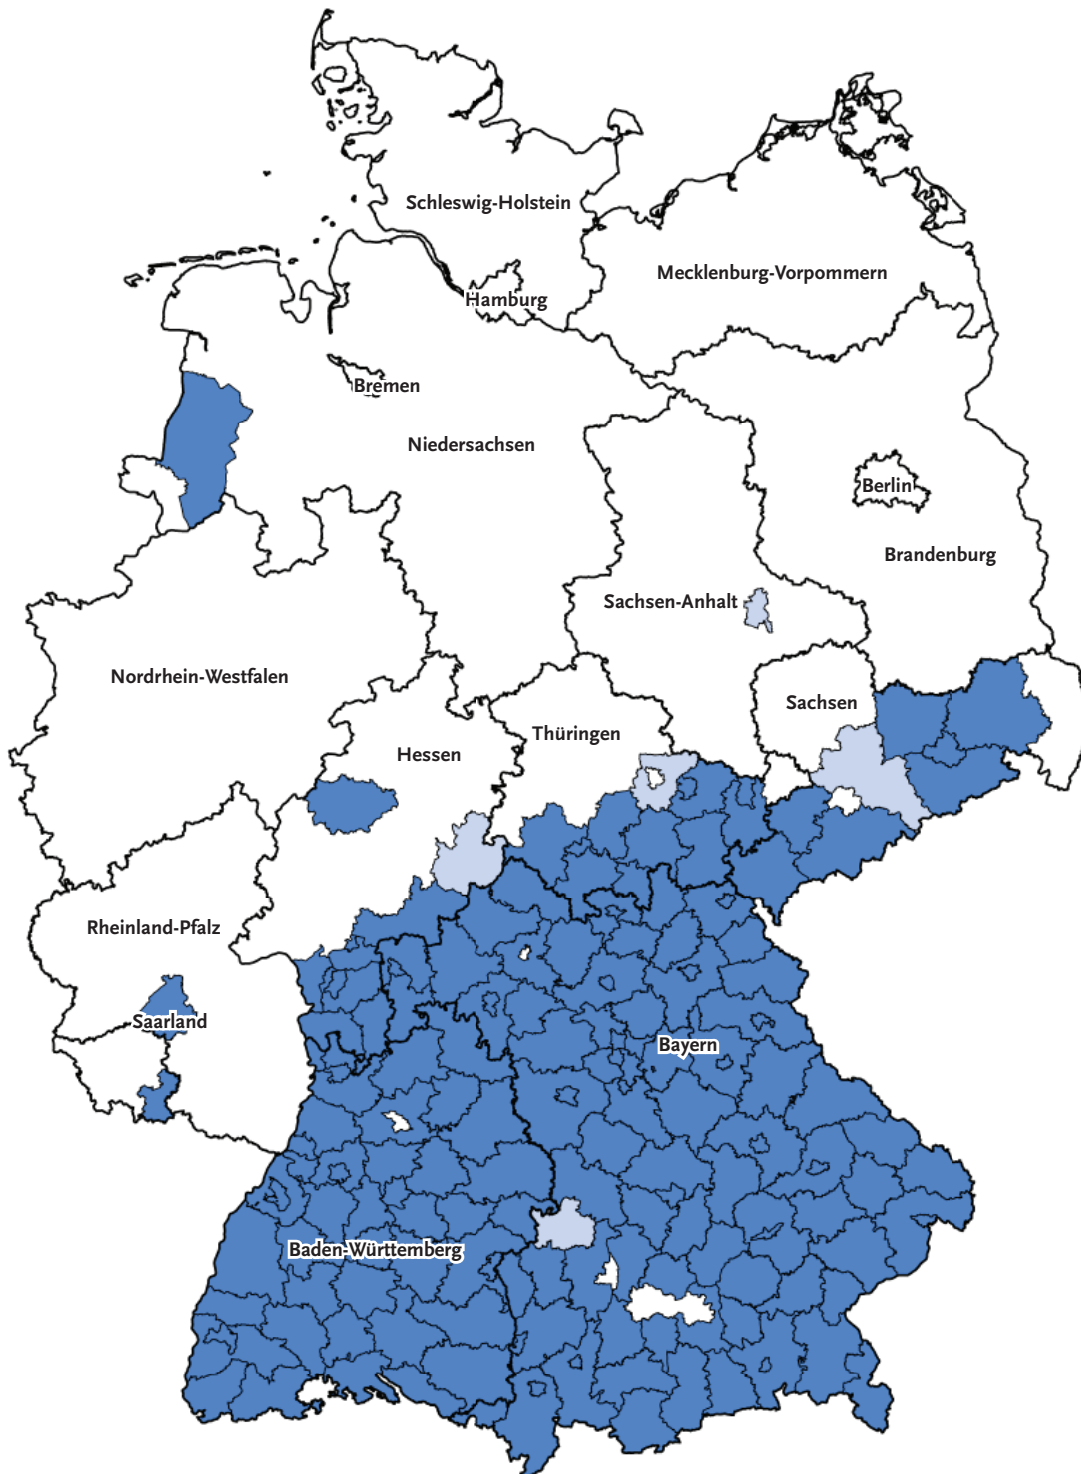 Schleswig-Holstein
Mecklenburg-Vorpommern
Hamburg
Bremen
Niedersachsen
Berlin
Brandenburg
Sachsen-Anhalt
Nordrhein-Westfalen
Sachsen
Thüringen
Hessen
Rheinland-Pfalz
Saarland
Bayern
Baden-Württemberg